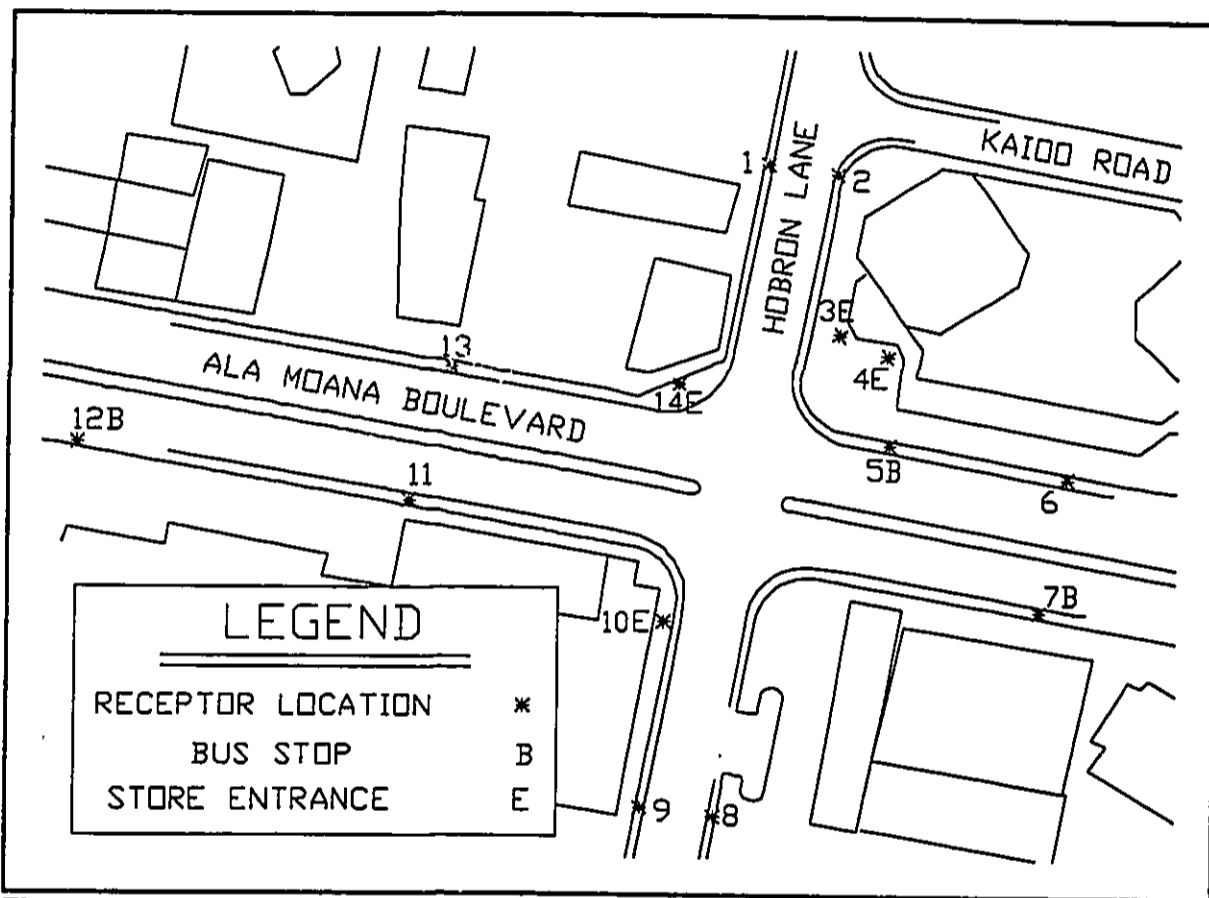 KAIOO ROAD
1
2
HOBRON LANE
3E
4E
13
14E
ALA MOANA BOULEVARD
12B
5B
6
11
7B
10E
LEGEND
RECEPTOR LOCATION *
BUS STOP B
STORE ENTRANCE E
9
8